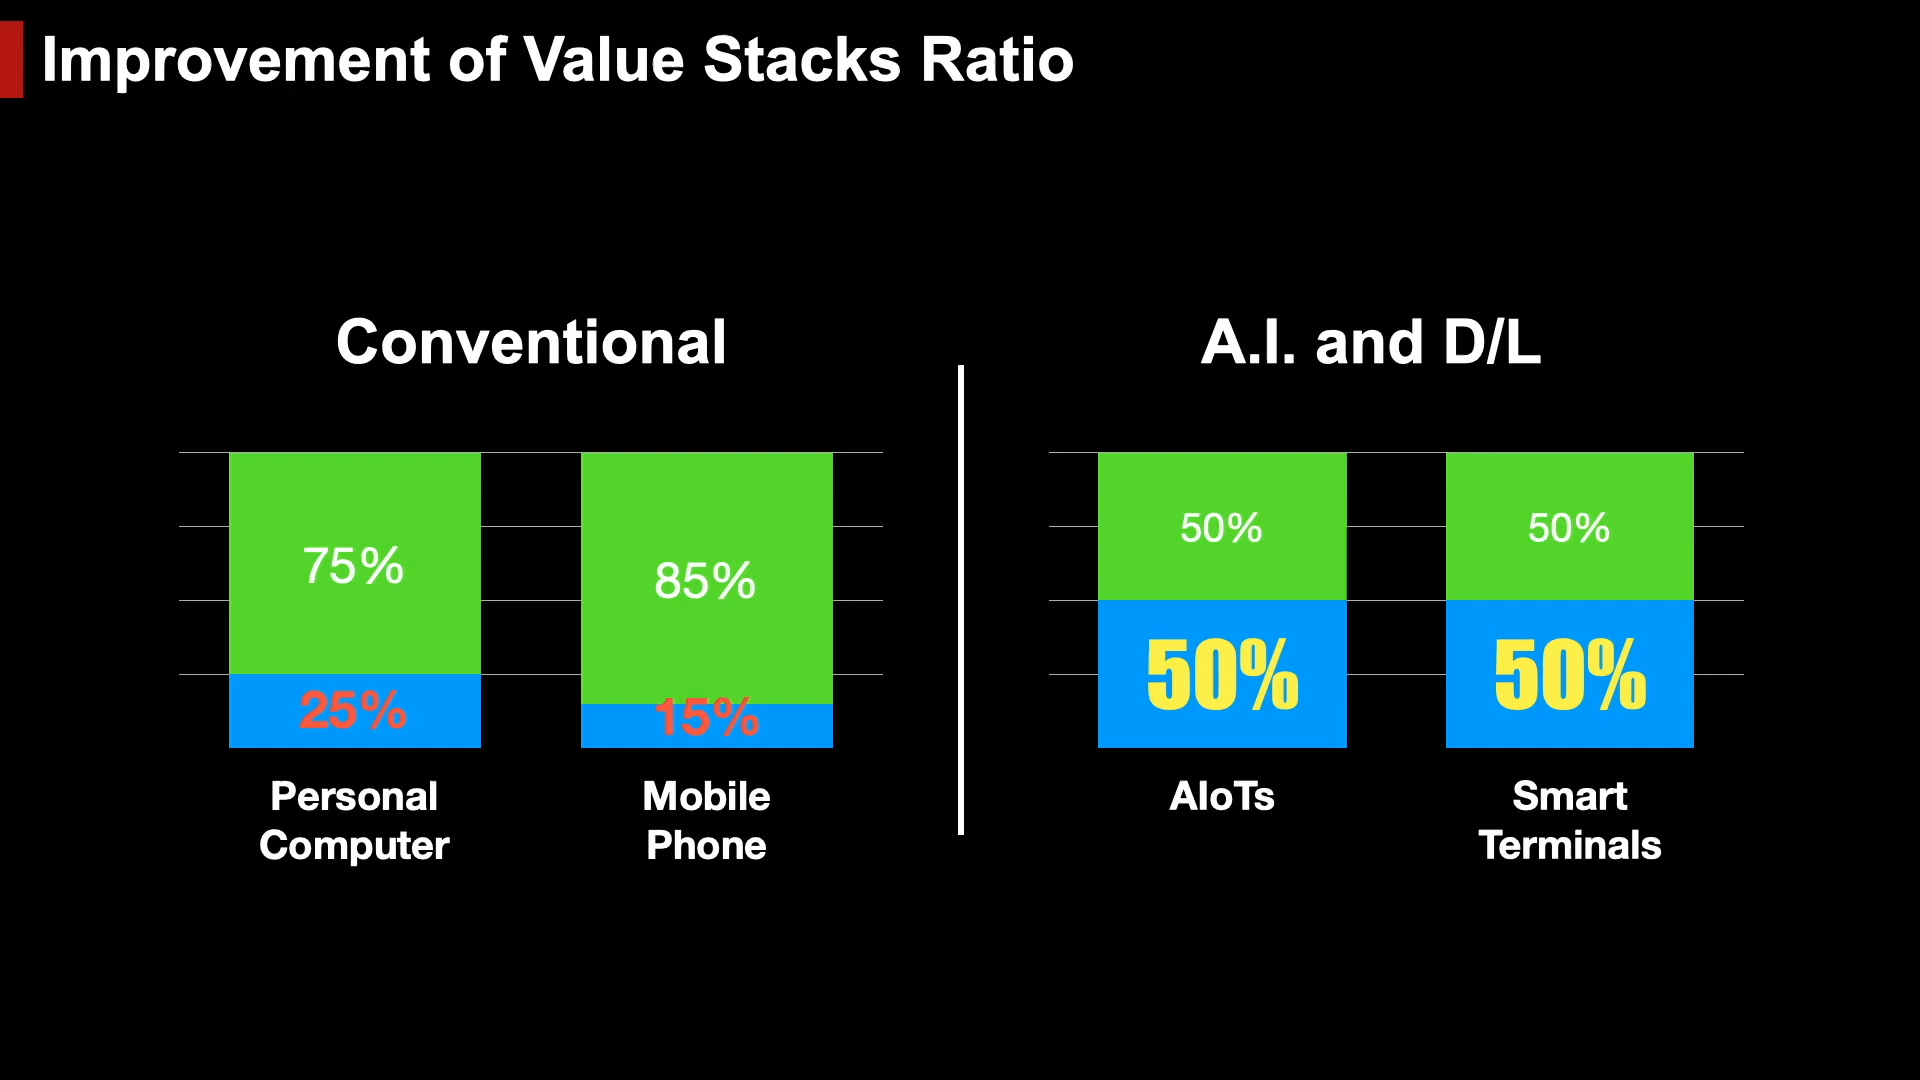 Improvement of Value Stacks Ratio
Conventional
75%
25%
85%
15%
Personal
Computer
Mobile
Phone
A.I. and D/L
50%
50%
50%
50%
AIoTs
Smart
Terminals